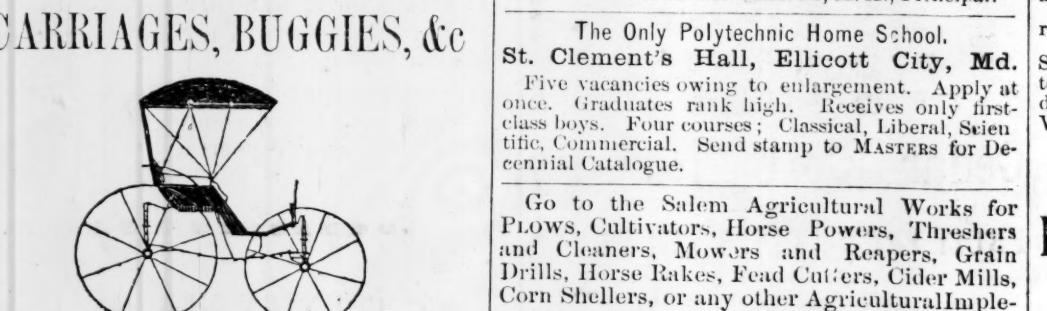 CARRIAGES, BUGGIES, &c
The Only Polytechnic Home School.
St. Clement's Hall, Ellicott City, Md.
Five vacancies owing to enlargement. Apply at
once. Graduates rank high. Receives only first-
class boys. Four courses; Classical, Liberal, Scien
tific, Commercial. Send stamp to MASTERS for De-
cennial Catalogue.
Go to the Salem Agricultural Works for
PLOWS, Cultivators, Horse Powers, Threshers
and Cleaners, Mowers and Reapers, Grain
Drills, Horse Rakes, Feed Cutters, Cider Mills,
Corn Shellers, or any other AgriculturalImple-